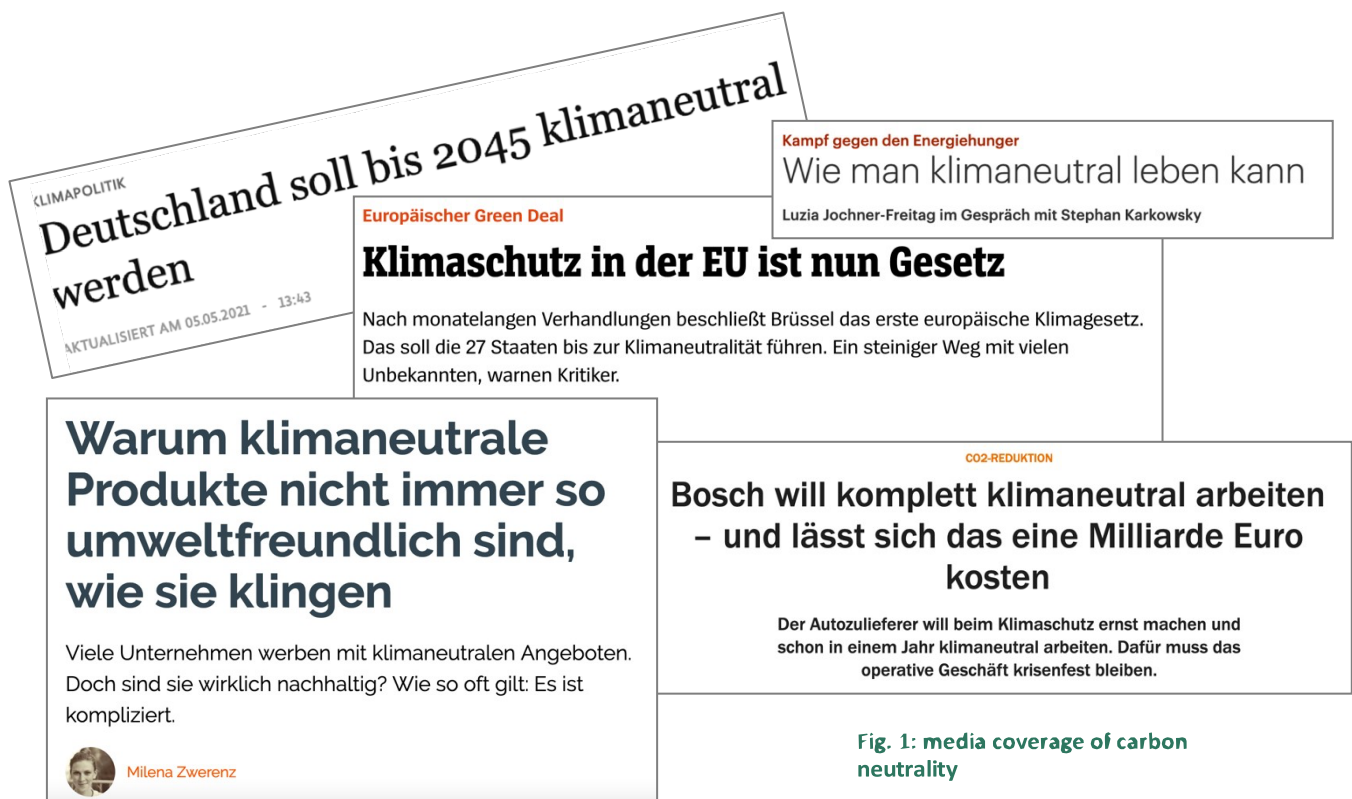 KLIMAPOLITIK
Deutschland soll bis 2045 klimaneutral
werden
AKTUALISIERT AM 05.05.2021 - 13:43
Kampf gegen den Energiehunger
Wie man klimaneutral leben kann
Luzia Jochner-Freitag im Gespräch mit Stephan Karkowsky
Europäischer Green Deal
Klimaschutz in der EU ist nun Gesetz
Nach monatelangen Verhandlungen beschließt Brüssel das erste europäische Klimagesetz.
Das soll die 27 Staaten bis zur Klimaneutralität führen. Ein steiniger Weg mit vielen
Unbekannten, warnen Kritiker.
Warum klimaneutrale
Produkte nicht immer so
umweltfreundlich sind,
wie sie klingen
Viele Unternehmen werben mit klimaneutralen Angeboten.
Doch sind sie wirklich nachhaltig? Wie so oft gilt: Es ist
kompliziert.
Milena Zwerenz
CO2-REDUKTION
Bosch will komplett klimaneutral arbeiten
– und lässt sich das eine Milliarde Euro
kosten
Der Autozulieferer will beim Klimaschutz ernst machen und
schon in einem Jahr klimaneutral arbeiten. Dafür muss das
operative Geschäft krisenfest bleiben.
Fig. 1: media coverage of carbon
neutrality